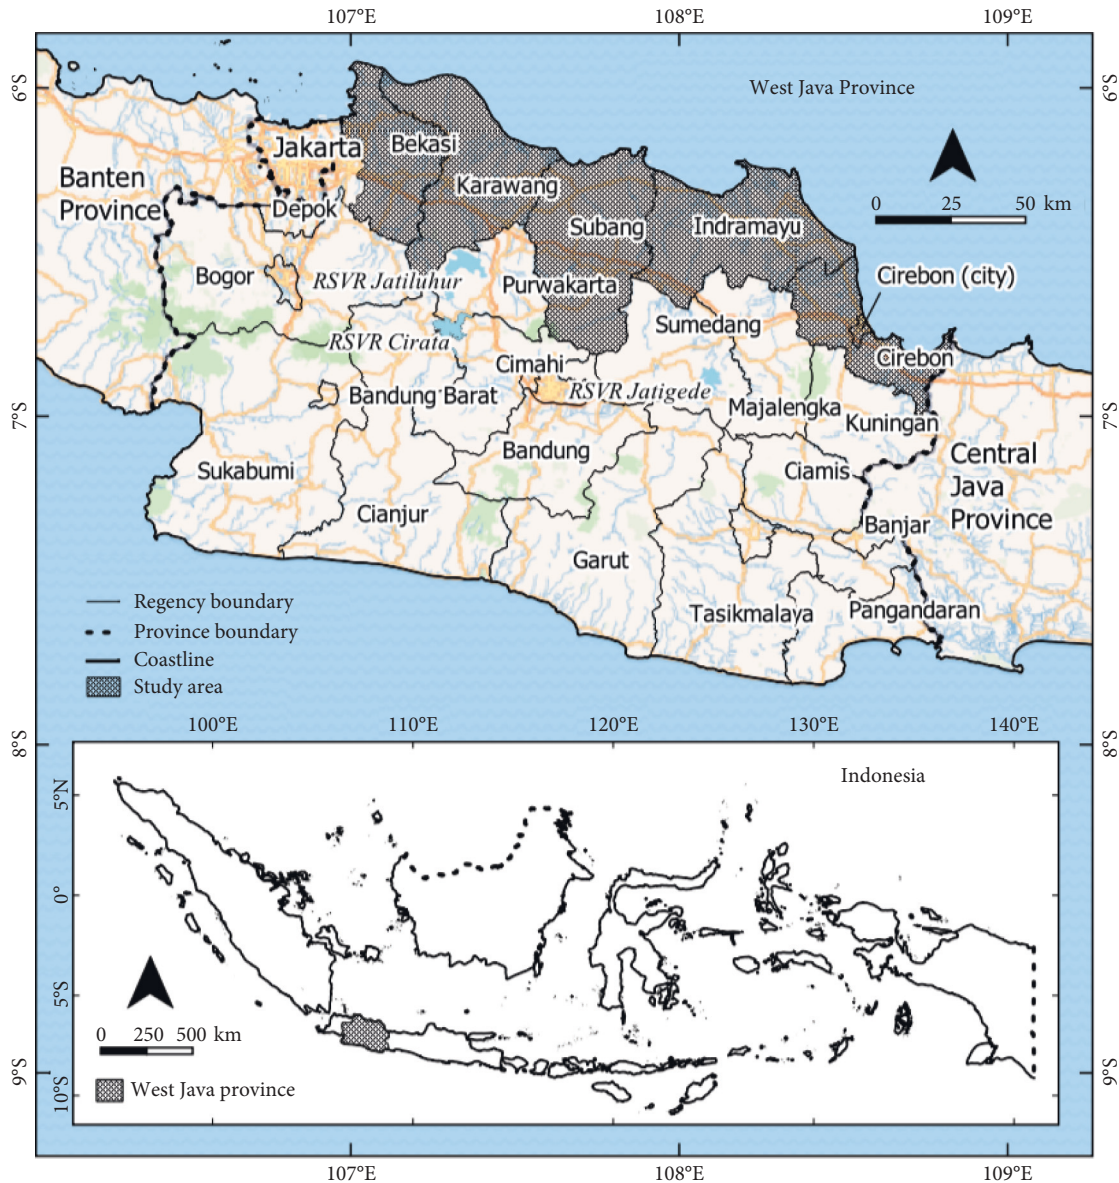 107°E 108°E 109°E
6°S
6°S
West Java Province
Jakarta
Bekasi
Banten
Province
Karawang
Depok
Subang
Indramayu
0 25 50 km
Bogor
RSVR Jatiluhur
Purwakarta
Cirebon (city)
Sumedang
RSVR Cirata
Cimahi
Cirebon
Bandung Barat
RSVR Jatigede
Majalengka
Kuningan
7°S
7°S
Sukabumi
Bandung
Ciamis
Central
Java
Province
Cianjur
Banjar
Garut
Tasikmalaya
Pangandaran
Regency boundary
Province boundary
Coastline
Study area
100°E 110°E 120°E 130°E 140°E
8°S
8°S
Indonesia
5°N
0°
5°S
10°S
0 250 500 km
West Java province
9°S
9°S
107°E 108°E 109°E